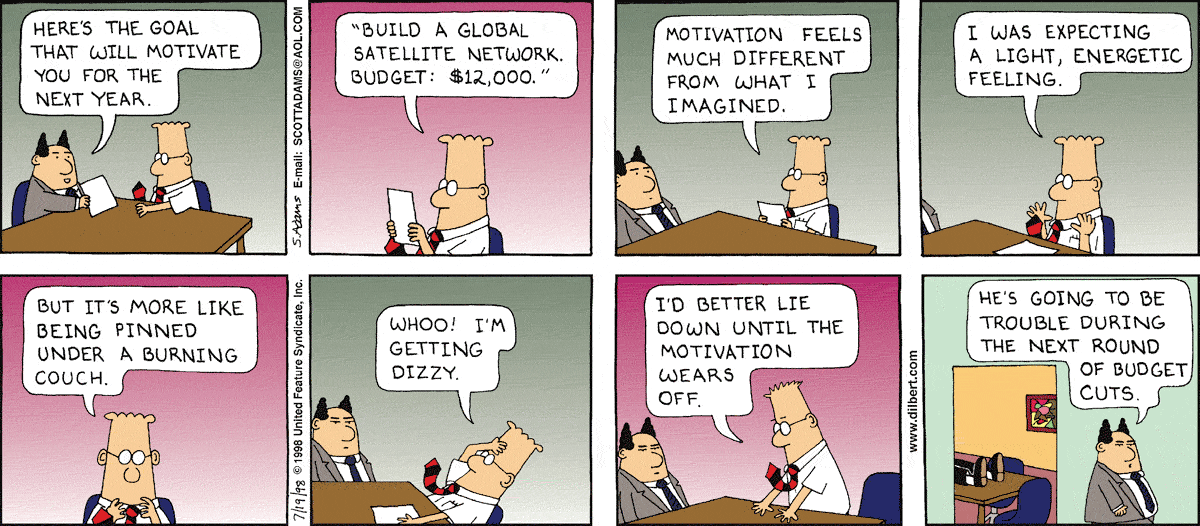 HERE'S THE GOAL
THAT WILL MOTIVATE
YOU FOR THE
NEXT YEAR.
S.Adams E-mail: SCOTTADAMS@AOL.COM
"BUILD A GLOBAL
SATELLITE NETWORK.
BUDGET: $12,000."
MOTIVATION FEELS
MUCH DIFFERENT
FROM WHAT I
IMAGINED.
I WAS EXPECTING
A LIGHT, ENERGETIC
FEELING.
BUT IT'S MORE LIKE
BEING PINNED
UNDER A BURNING
COUCH.
7/19/98 © 1998 United Feature Syndicate, Inc.
WHOO! I'M
GETTING
DIZZY.
I'D BETTER LIE
DOWN UNTIL THE
MOTIVATION
WEARS
OFF.
www.dilbert.com
HE'S GOING TO BE
TROUBLE DURING
THE NEXT ROUND
OF BUDGET
CUTS.